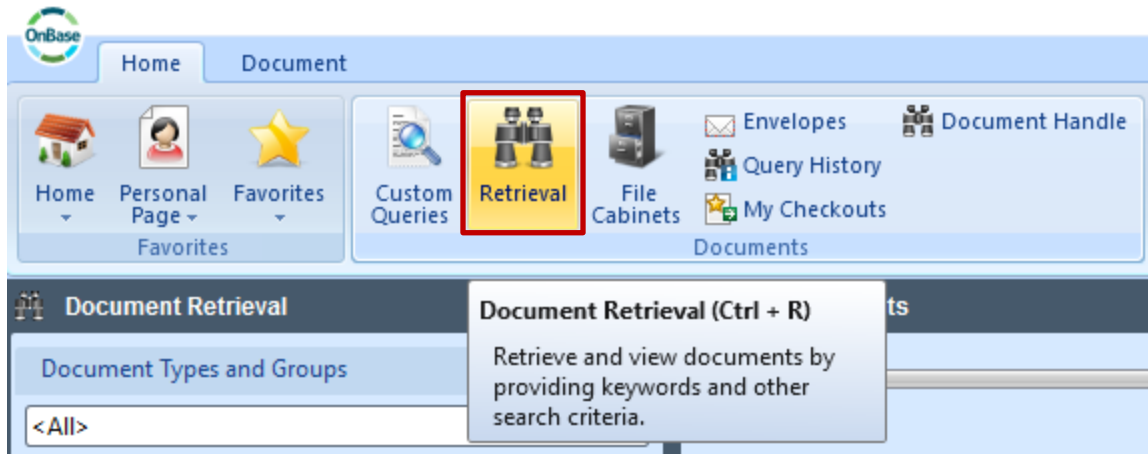 OnBase
Home Document
Home
Personal Page
Favorites
Favorites
Custom Queries
Retrieval
File Cabinets
Envelopes
Query History
My Checkouts
Document Handle
Documents
Document Retrieval
ts
Document Types and Groups
<All>
Document Retrieval (Ctrl + R)
Retrieve and view documents by
providing keywords and other
search criteria.